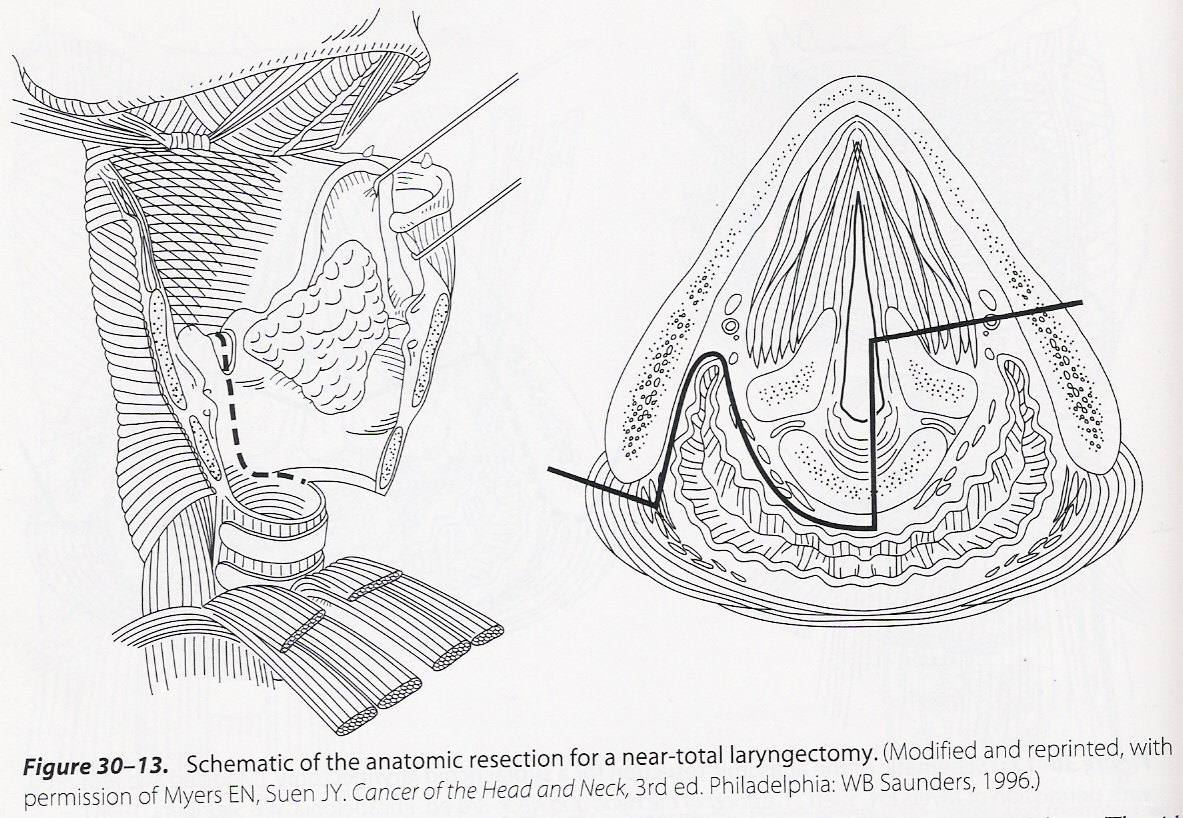 Figure 30–13. Schematic of the anatomic resection for a near-total laryngectomy. (Modified and reprinted, with
permission of Myers EN, Suen JY. Cancer of the Head and Neck, 3rd ed. Philadelphia: WB Saunders, 1996.)